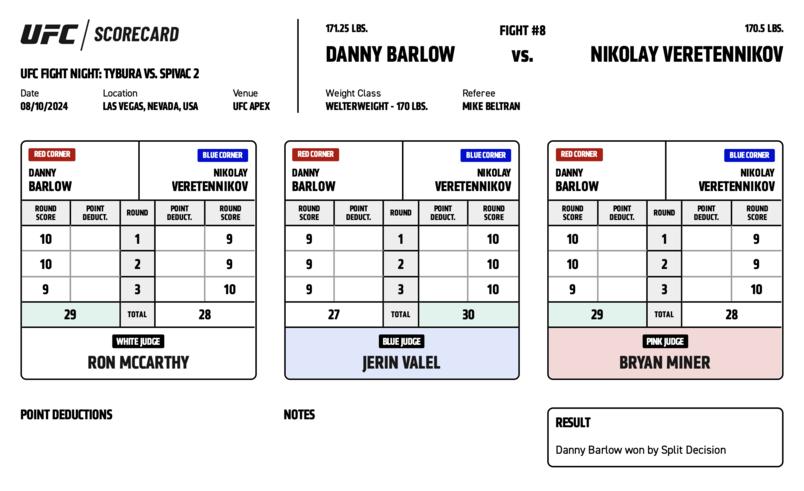 UFC SCORECARD
UFC FIGHT NIGHT: TYBURA VS. SPIVAC 2
Date Location Venue
08/10/2024 LAS VEGAS, NEVADA, USA UFC APEX
171.25 LBS. FIGHT #8 170.5 LBS.
DANNY BARLOW VS. NIKOLAY VERETENNIKOV
Weight Class Referee
WELTERWEIGHT - 170 LBS. MIKE BELTRAN
RED CORNER BLUE CORNER
DANNY NIKOLAY
BARLOW VERETENNIKOV
ROUND SCORE POINT DEDUCT. ROUND POINT DEDUCT. ROUND SCORE
10 1 9
10 2 9
9 3 10
29 TOTAL 28
WHITE JUDGE
RON MCCARTHY
RED CORNER BLUE CORNER
DANNY NIKOLAY
BARLOW VERETENNIKOV
ROUND SCORE POINT DEDUCT. ROUND POINT DEDUCT. ROUND SCORE
9 1 10
9 2 10
9 3 10
27 TOTAL 30
BLUE JUDGE
JERIN VALEL
RED CORNER BLUE CORNER
DANNY NIKOLAY
BARLOW VERETENNIKOV
ROUND SCORE POINT DEDUCT. ROUND POINT DEDUCT. ROUND SCORE
10 1 9
10 2 9
9 3 10
29 TOTAL 28
PINK JUDGE
BRYAN MINER
POINT DEDUCTIONS
NOTES
RESULT
Danny Barlow won by Split Decision